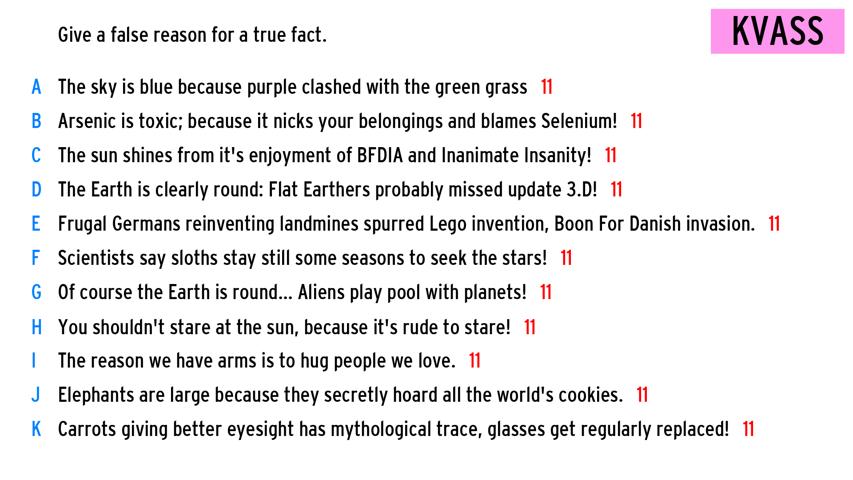 Give a false reason for a true fact.
KVASS
A The sky is blue because purple clashed with the green grass 11
B Arsenic is toxic; because it nicks your belongings and blames Selenium! 11
C The sun shines from it's enjoyment of BFDIA and Inanimate Insanity! 11
D The Earth is clearly round: Flat Earthers probably missed update 3.D! 11
E Frugal Germans reinventing landmines spurred Lego invention, Boon For Danish invasion. 11
F Scientists say sloths stay still some seasons to seek the stars! 11
G Of course the Earth is round... Aliens play pool with planets! 11
H You shouldn't stare at the sun, because it's rude to stare! 11
I The reason we have arms is to hug people we love. 11
J Elephants are large because they secretly hoard all the world's cookies. 11
K Carrots giving better eyesight has mythological trace, glasses get regularly replaced! 11